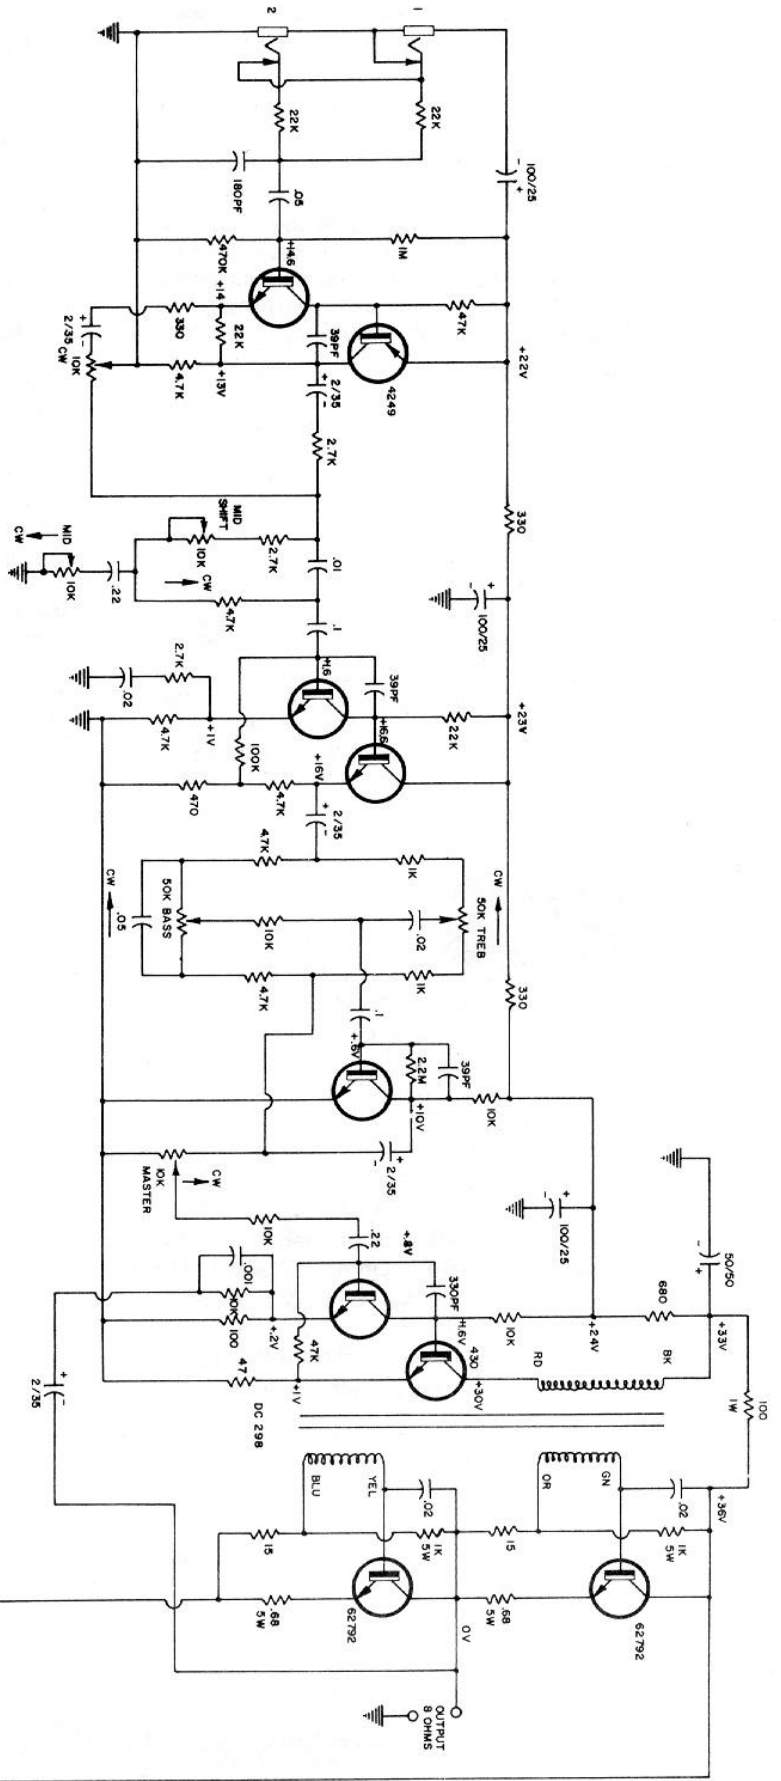 2
1
22K
22K
180PF
.05
100/25
- +
470K
+14.6
1M
+14
22K
39PF
47K
330
+ 2/35 -
10K
CW
4.7K
+13V
+ 2/35 -
4249
+22V
2.7K
MID
SHIFT
10K
2.7K
.01
330
MID
CW
10K
.22
CW
4.7K
.1
+
-
100/25
2.7K
.02
+1.6
39PF
+1V
4.7K
100K
22K
+23V
+16.6
+16V
470
4.7K
+ 2/35 -
4.7K
1K
CW
.05
50K BASS
10K
.02
50K TREB
CW
4.7K
1K
330
.1
+.6V
2.2M
39PF
10K
+10V
+ 2/35 -
10K
MASTER
CW
10K
.22
+.8V
+
-
100/25
50/50
- +
.001
10K
100
+.2V
330PF
+1.6V
10K
+24V
680
+33V
47K
430
47
+1V
+30V
RD
BK
100
1W
+ 2/35 -
DC 298
BLU
YEL
.02
OR
GN
.02
+36V
15
1K
5W
15
1K
5W
.68
5W
62792
0V
.68
5W
62792
OUTPUT
8 OHMS